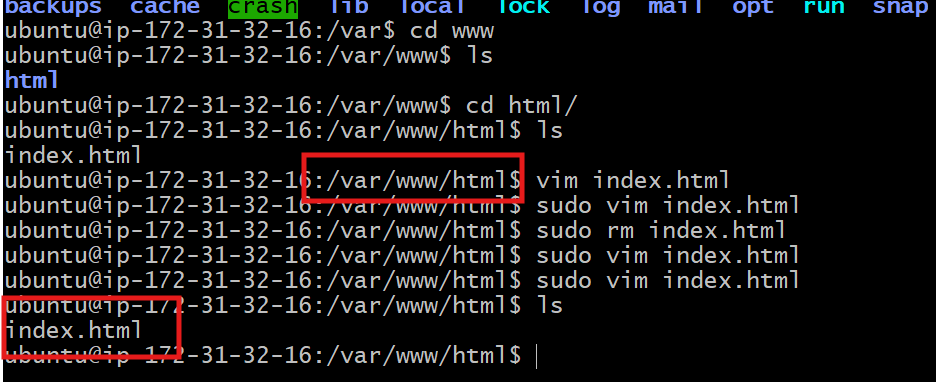 backups cache crash lib local lock log mail opt run snap
ubuntu@ip-172-31-32-16:/var$ cd www
ubuntu@ip-172-31-32-16:/var/www$ ls
html
ubuntu@ip-172-31-32-16:/var/www$ cd html/
ubuntu@ip-172-31-32-16:/var/www/html$ ls
index.html
ubuntu@ip-172-31-32-16:/var/www/html$ vim index.html
ubuntu@ip-172-31-32-16:/var/www/html$ sudo vim index.html
ubuntu@ip-172-31-32-16:/var/www/html$ sudo rm index.html
ubuntu@ip-172-31-32-16:/var/www/html$ sudo vim index.html
ubuntu@ip-172-31-32-16:/var/www/html$ sudo vim index.html
ubuntu@ip-172-31-32-16:/var/www/html$ ls
index.html
ubuntu@ip-172-31-32-16:/var/www/html$